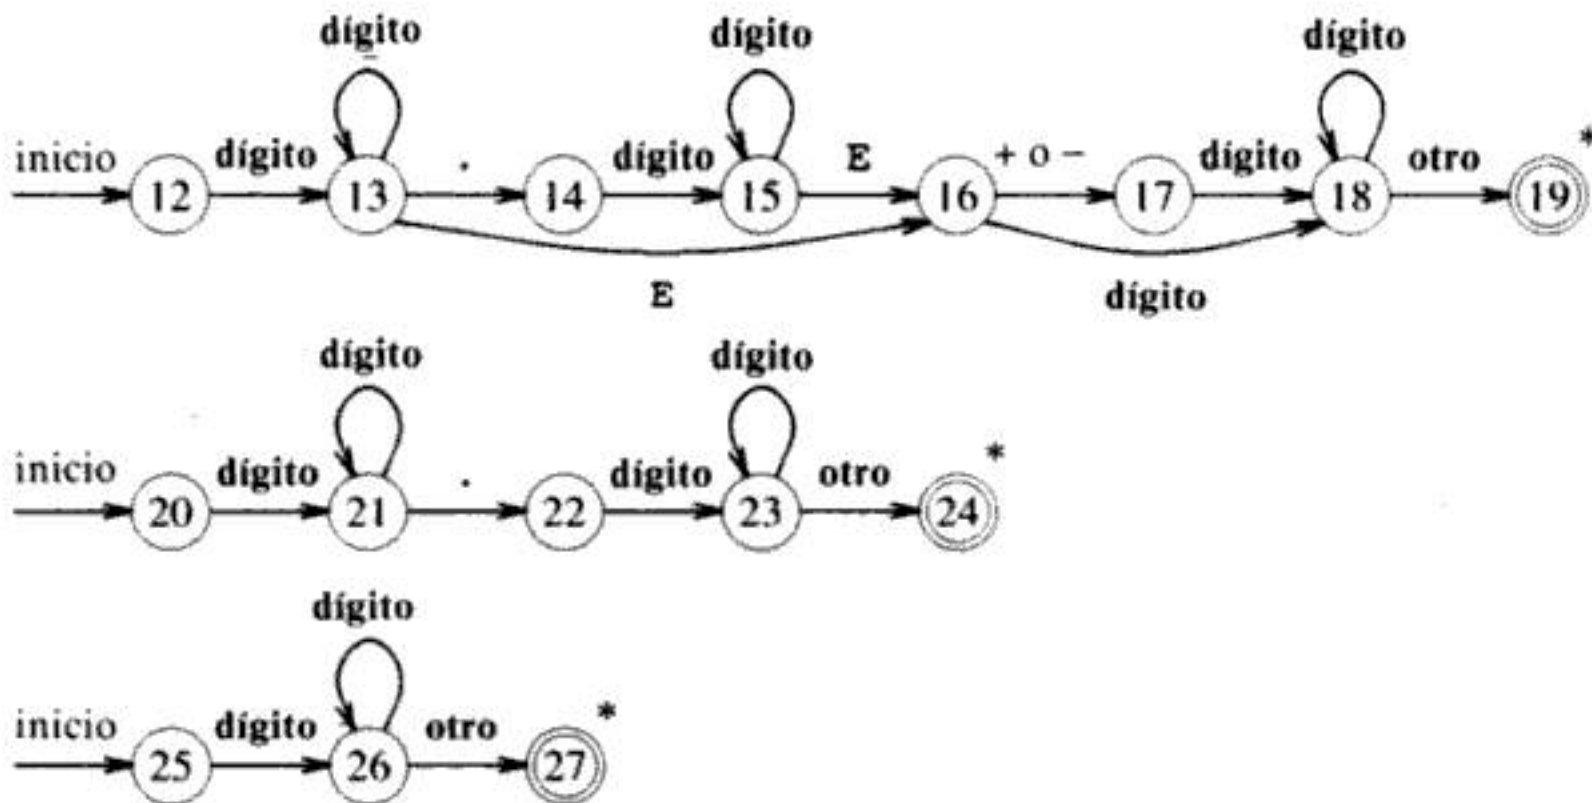 dígito dígito dígito
inicio dígito . dígito E + o − dígito otro *
12 13 14 15 16 17 18 19
E dígito
dígito dígito
inicio dígito . dígito otro *
20 21 22 23 24
dígito
inicio dígito otro *
25 26 27